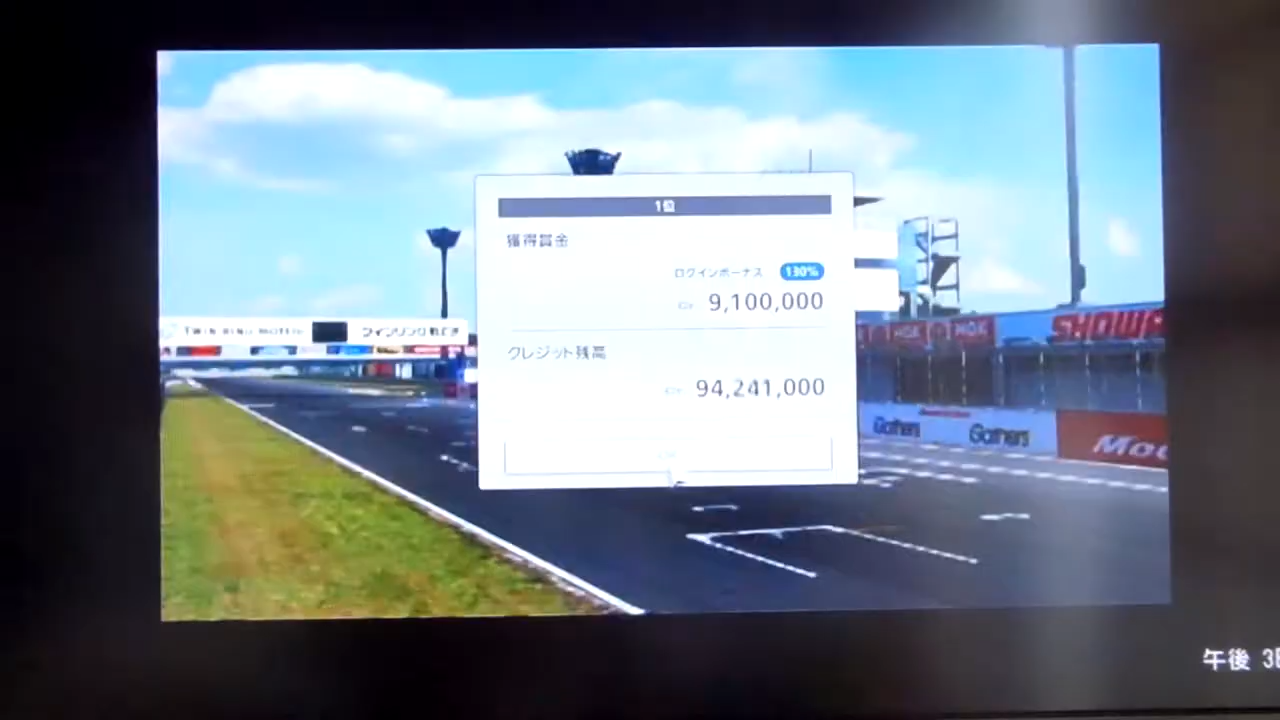 1位
獲得賞金
ログインボーナス 130%
9,100,000
クレジット残高
94,241,000
TWIN RING MOTEGI ツインリンクもてぎ
NGK NGK SHOWA
Gathers Gathers
午後 3